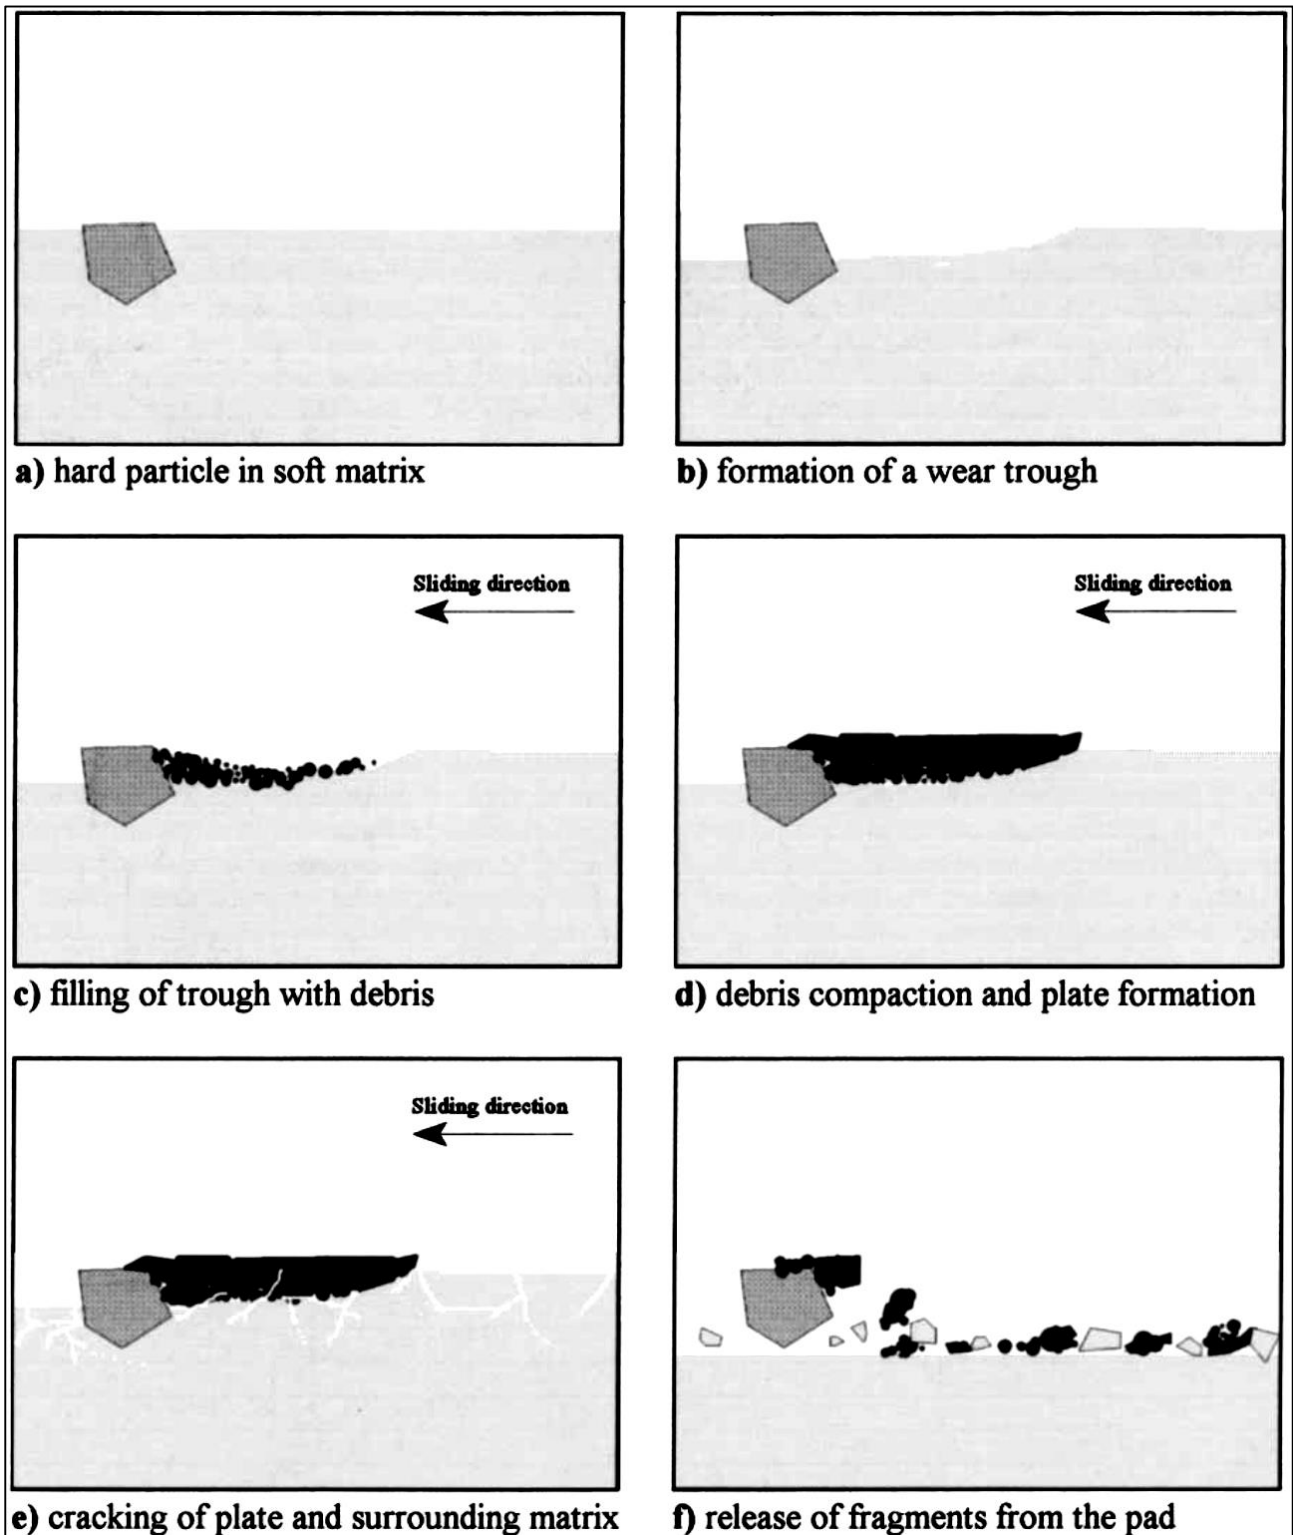 a) hard particle in soft matrix
b) formation of a wear trough
Sliding direction
Sliding direction
c) filling of trough with debris
d) debris compaction and plate formation
Sliding direction
e) cracking of plate and surrounding matrix
f) release of fragments from the pad